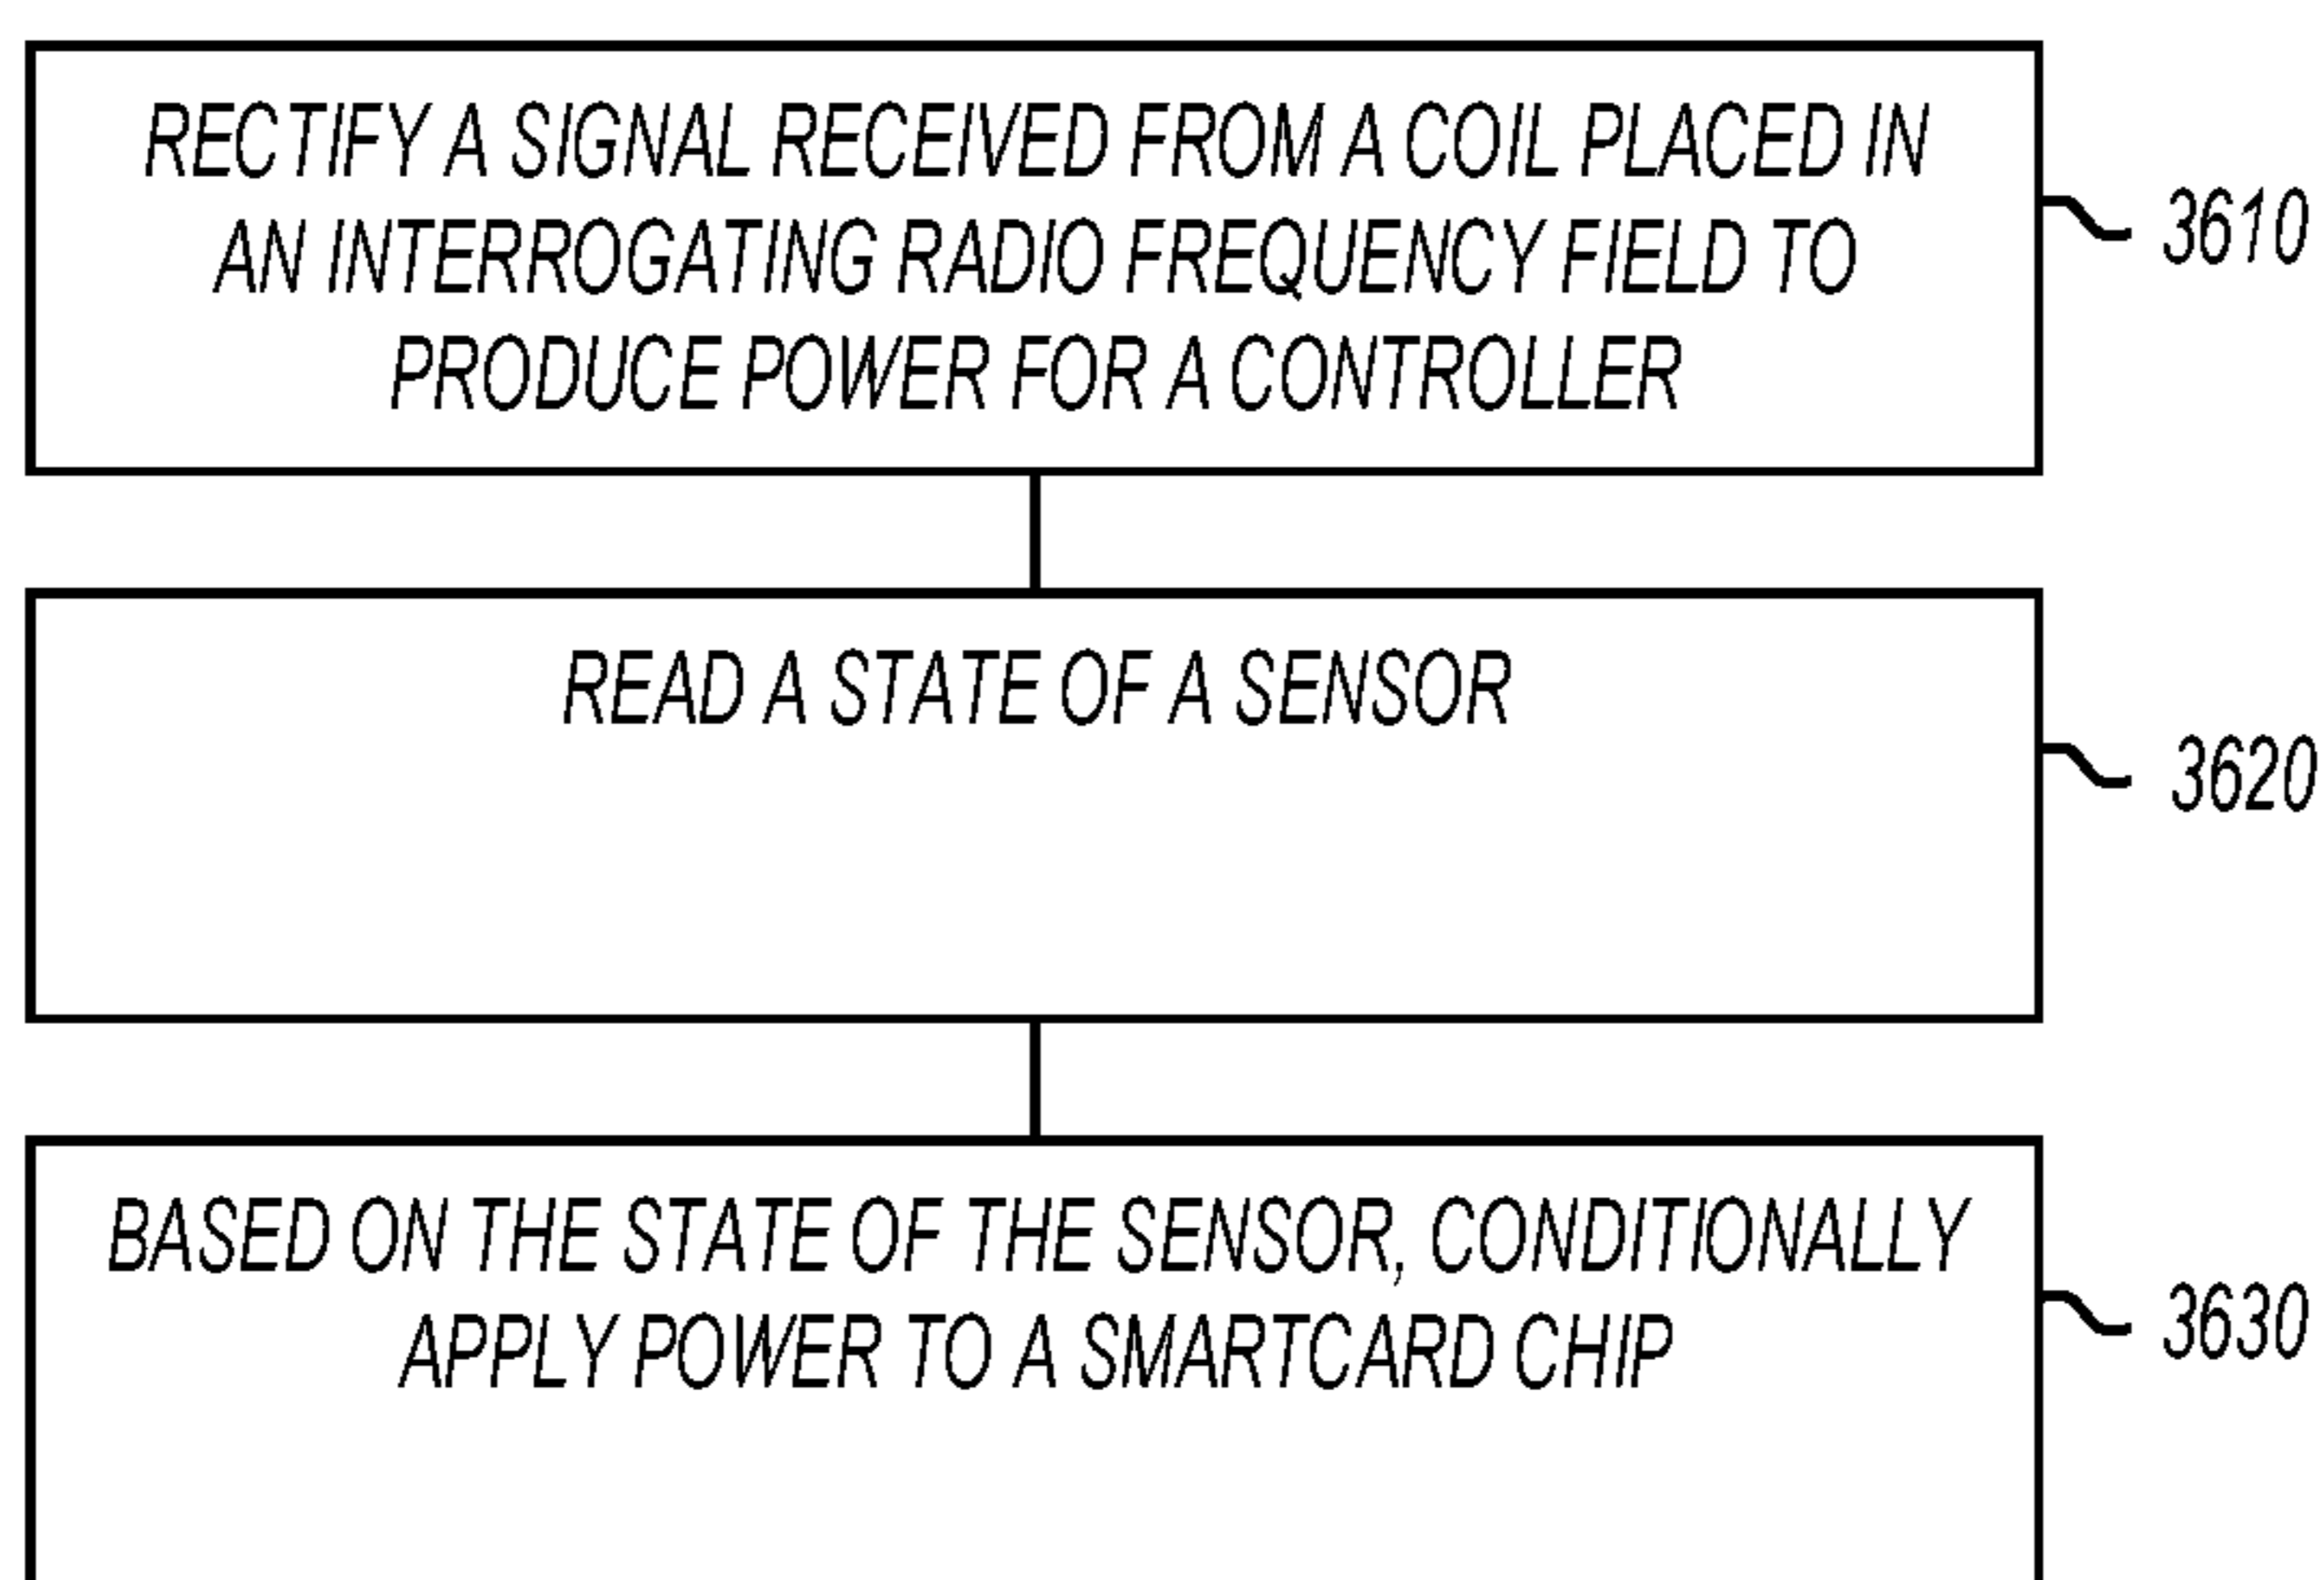 RECTIFY A SIGNAL RECEIVED FROM A COIL PLACED IN
AN INTERROGATING RADIO FREQUENCY FIELD TO
PRODUCE POWER FOR A CONTROLLER
3610
READ A STATE OF A SENSOR
3620
BASED ON THE STATE OF THE SENSOR, CONDITIONALLY
APPLY POWER TO A SMARTCARD CHIP
3630